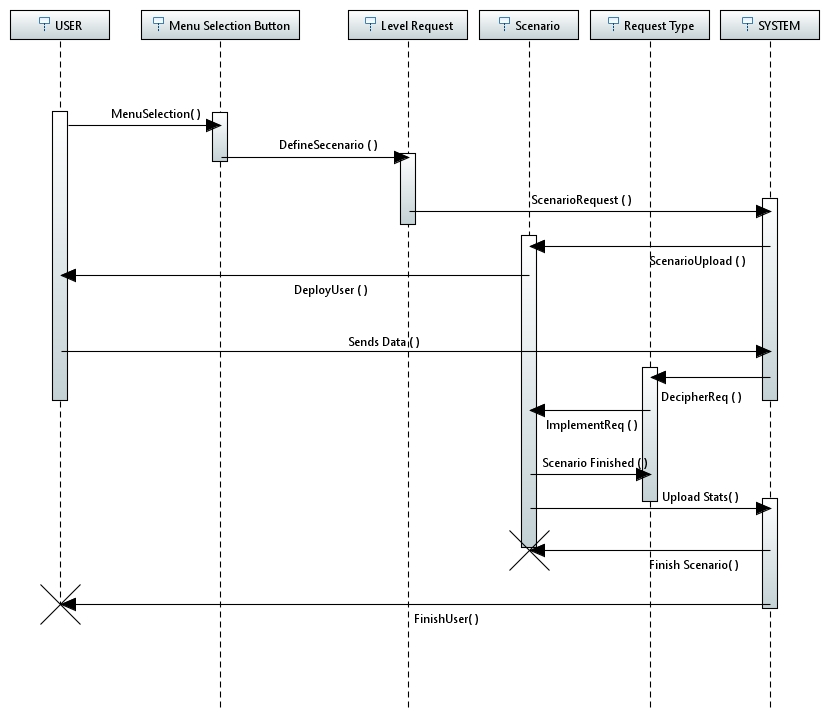 USER
Menu Selection Button
Level Request
Scenario
Request Type
SYSTEM
MenuSelection( )
DefineSecenario ( )
ScenarioRequest ( )
ScenarioUpload ( )
DeployUser ( )
Sends Data ( )
DecipherReq ( )
ImplementReq ( )
Scenario Finished ( )
Upload Stats( )
Finish Scenario( )
FinishUser( )